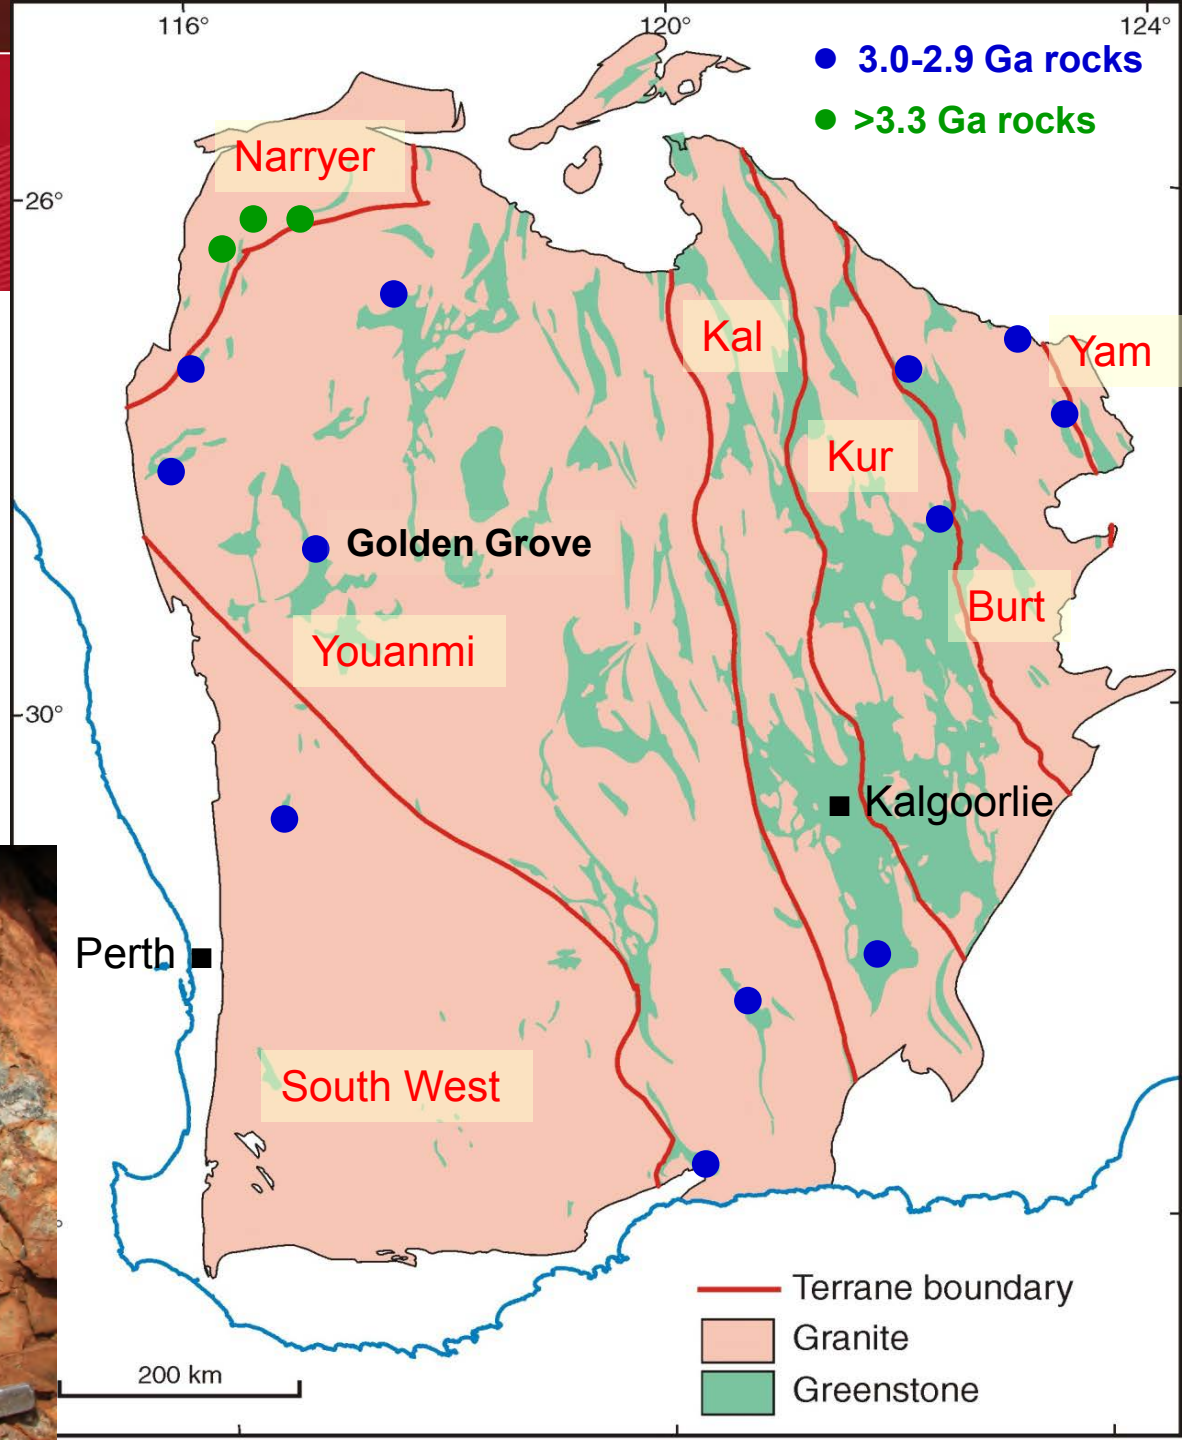 116°
120°
124°
3.0-2.9 Ga rocks
>3.3 Ga rocks
Narryer
26°
Kal
Yam
Kur
Golden Grove
Burt
Youanmi
30°
Kalgoorlie
Perth
South West
Terrane boundary
Granite
Greenstone
200 km